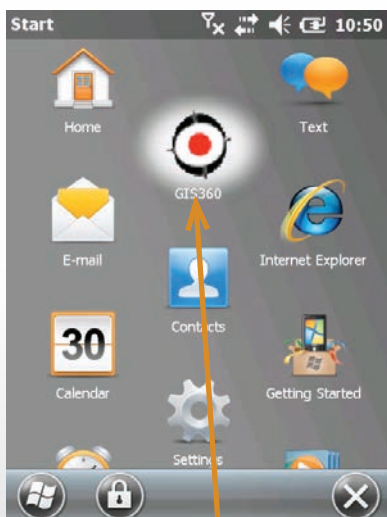 Start 10:50
Home
Text
GIS360
E-mail
Internet Explorer
Contacts
30
Calendar
Getting Started
Settings